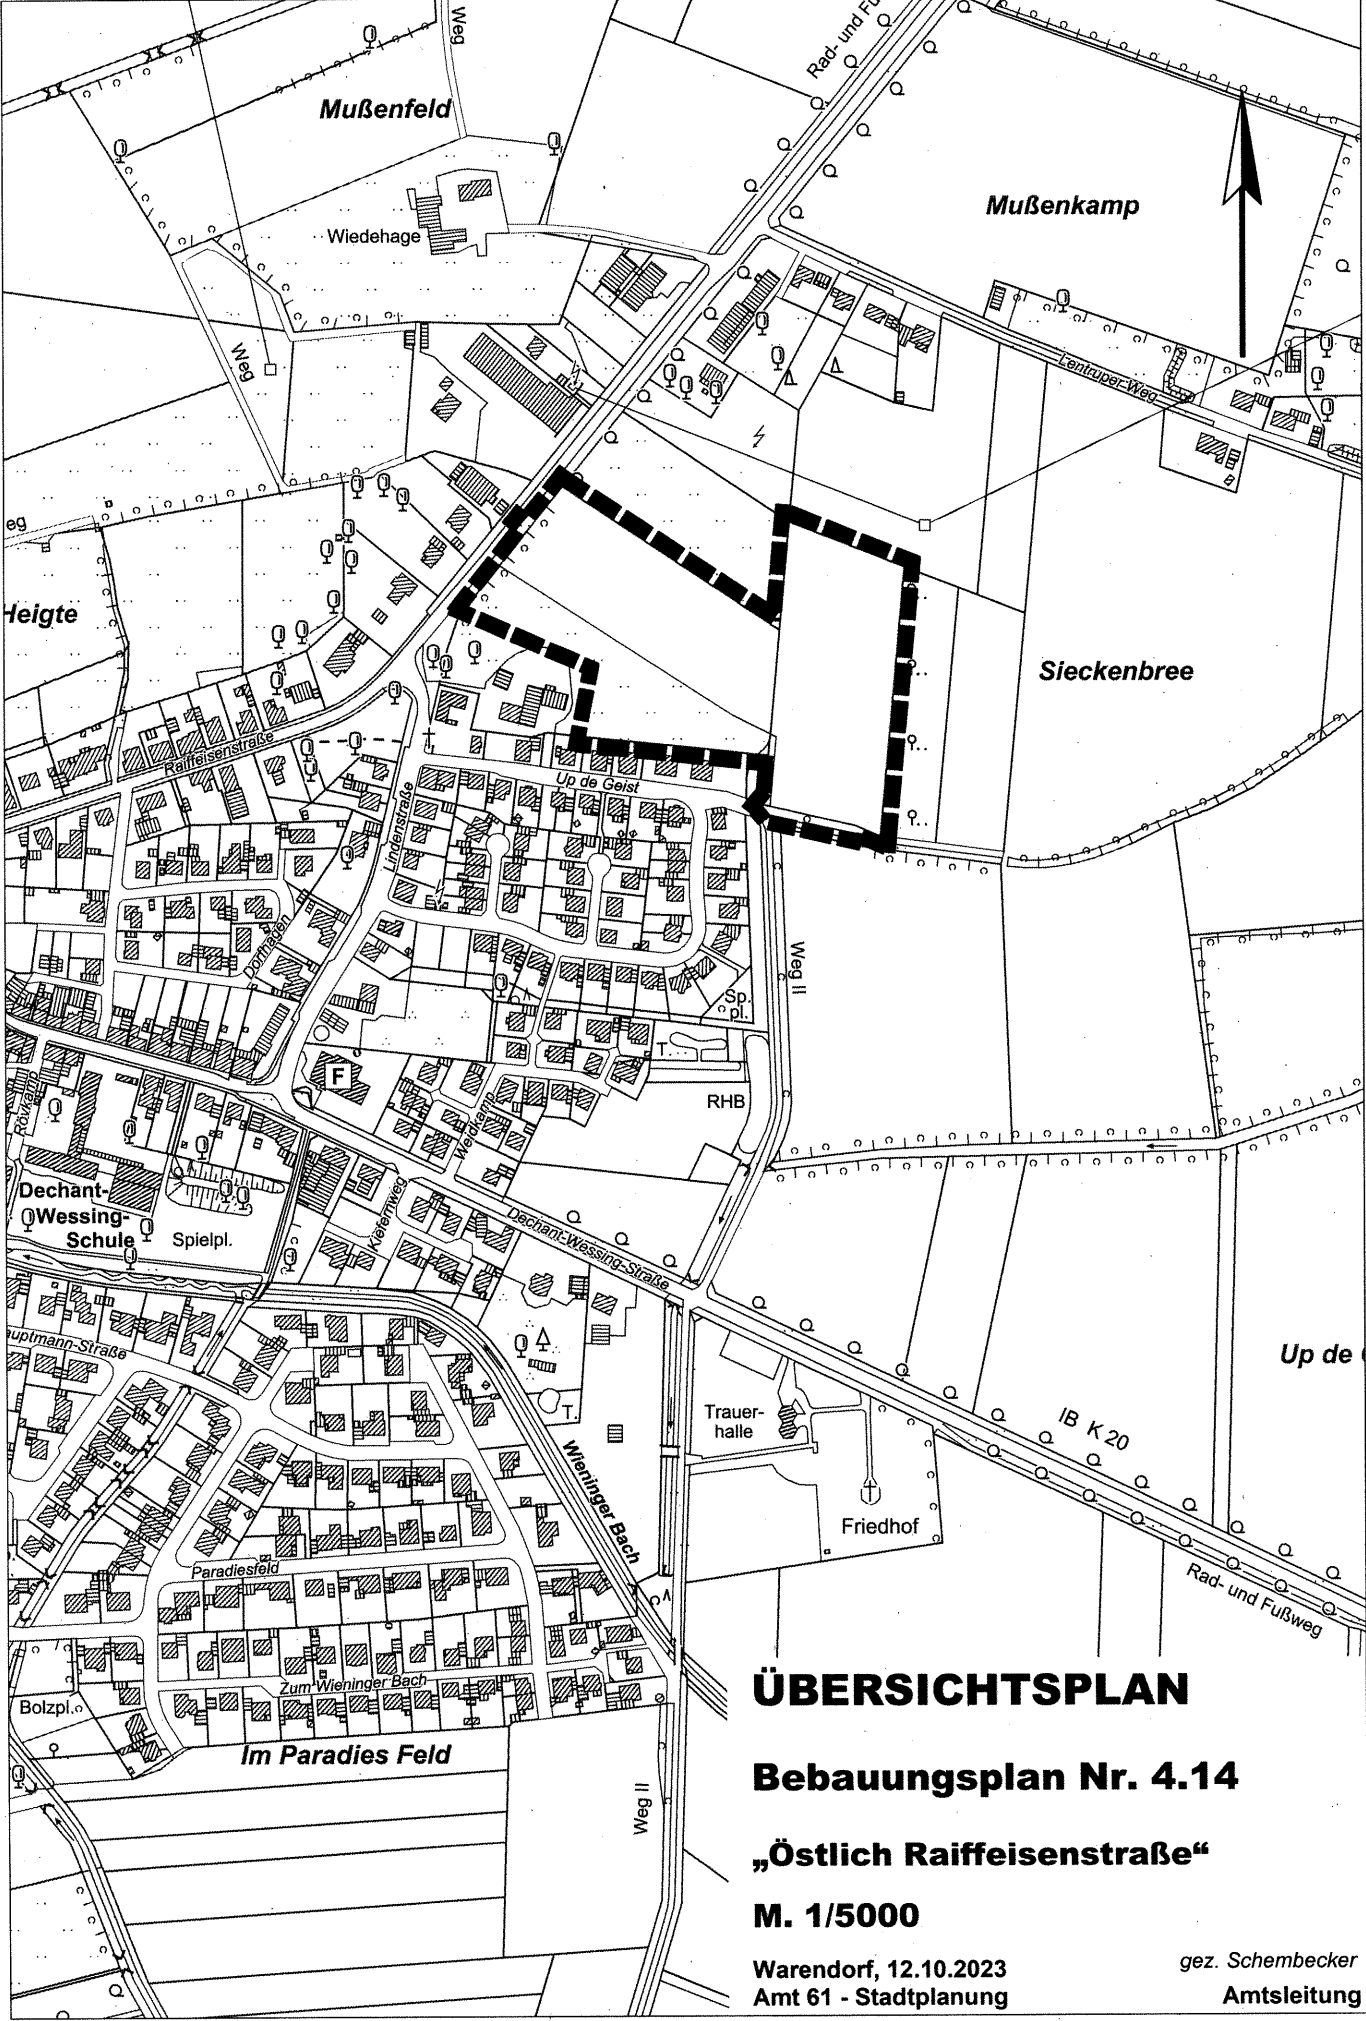 Weg
Rad- und Fu
Mußenfeld
Mußenkamp
Wiedehage
Weg
Lentruper-Weg
eg
Heigte
Sieckenbree
Raiffeisenstraße
Up de Geist
Lindenstraße
Dorfhagen
Weg II
Sp.
pl.
T.
F
RHB
Rövkamp
Weidkamp
Dechant-
Wessing-
Schule
Spielpl.
Kiefernweg
Dechant-Wessing-Straße
auptmann-Straße
Up de
T.
Trauer-
halle
IB K 20
Wieninger Bach
Friedhof
Paradiesfeld
Rad- und Fußweg
Zum Wieninger Bach
Bolzpl.
Im Paradies Feld
Weg II
ÜBERSICHTSPLAN
Bebauungsplan Nr. 4.14
„Östlich Raiffeisenstraße“
M. 1/5000
Warendorf, 12.10.2023
gez. Schembecker
Amt 61 - Stadtplanung
Amtsleitung